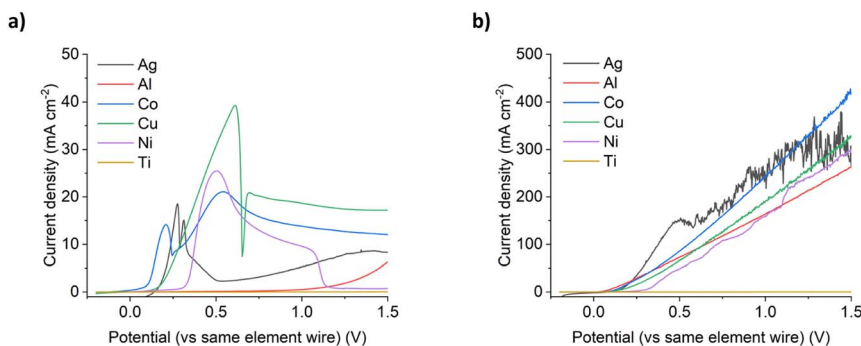 a)
50
40
30
20
10
0
Current density (mA cm⁻²)
Ag
Al
Co
Cu
Ni
Ti
0.0 0.5 1.0 1.5
Potential (vs same element wire) (V)
b)
500
400
300
200
100
0
Current density (mA cm⁻²)
Ag
Al
Co
Cu
Ni
Ti
0.0 0.5 1.0 1.5
Potential (vs same element wire) (V)